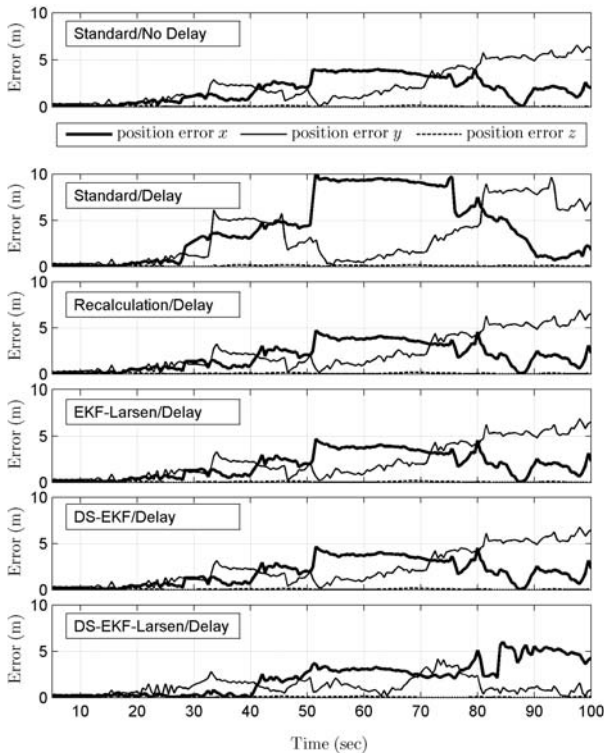 10
Standard/No Delay
Error (m)
5
0
position error x position error y position error z
10
Standard/Delay
Error (m)
5
0
10
Recalculation/Delay
Error (m)
5
0
10
EKF-Larsen/Delay
Error (m)
5
0
10
DS-EKF/Delay
Error (m)
5
0
10
DS-EKF-Larsen/Delay
Error (m)
5
0
10 20 30 40 50 60 70 80 90 100
Time (sec)